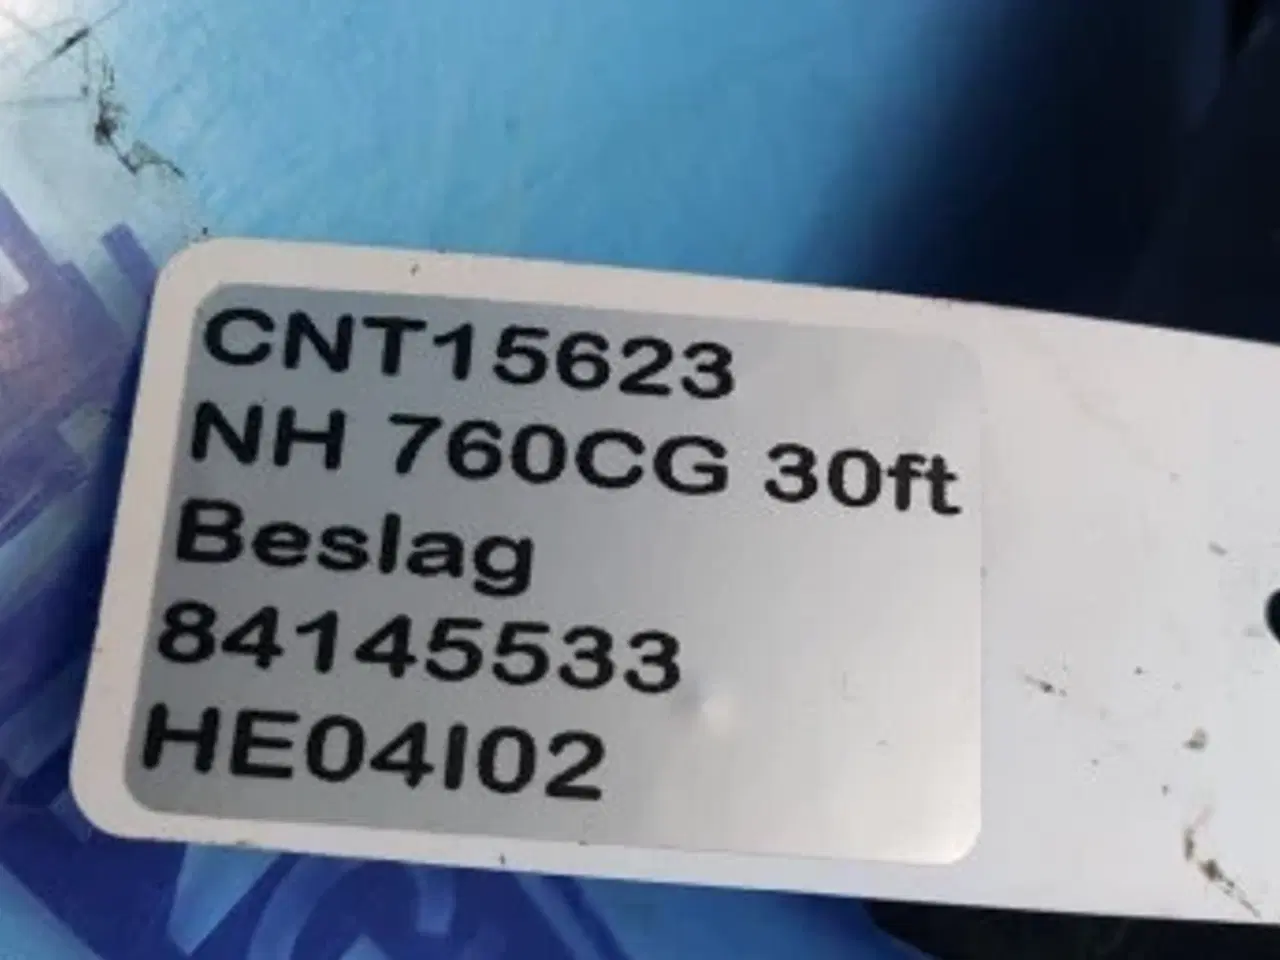 CNT15623
NH 760CG 30ft
Beslag
84145533
HE04I02